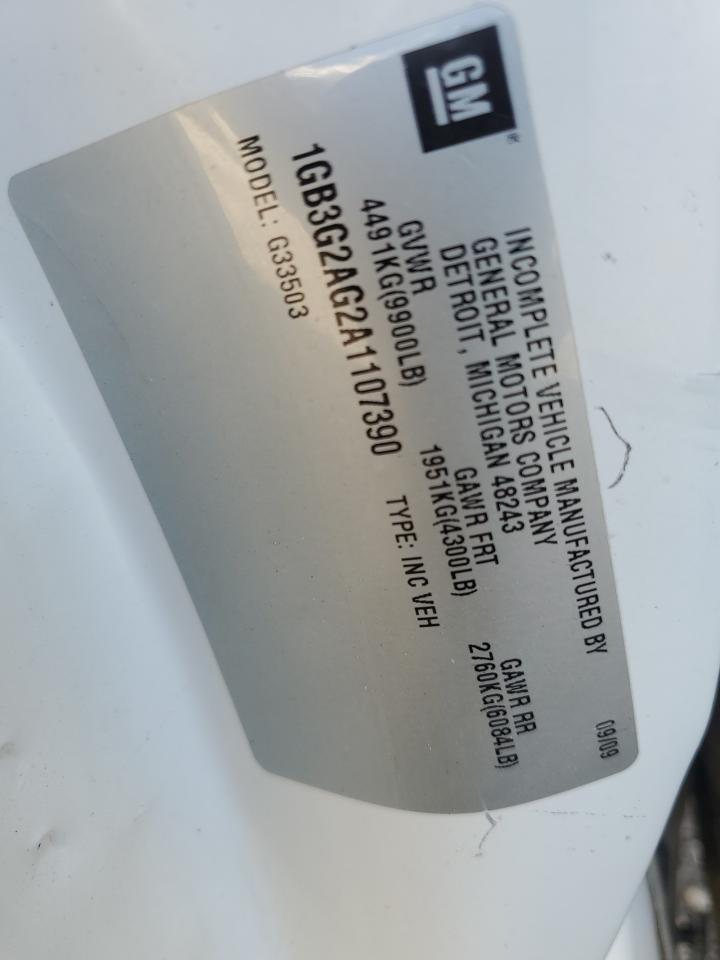 GM
®
INCOMPLETE VEHICLE MANUFACTURED BY
GENERAL MOTORS COMPANY
DETROIT, MICHIGAN 48243
09/09
GVWR GAWR FRT GAWR RR
4491KG(9900LB) 1951KG(4300LB) 2760KG(6084LB)
1GB3G2AG2A1107390 TYPE: INC VEH
MODEL: G33503